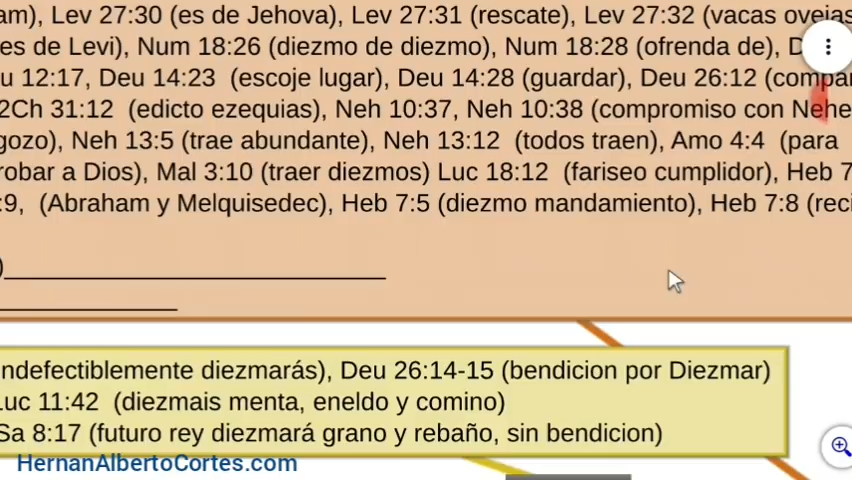 am), Lev 27:30 (es de Jehova), Lev 27:31 (rescate), Lev 27:32 (vacas ovejas
es de Levi), Num 18:26 (diezmo de diezmo), Num 18:28 (ofrenda de), D
u 12:17, Deu 14:23 (escoje lugar), Deu 14:28 (guardar), Deu 26:12 (compar
2Ch 31:12 (edicto ezequias), Neh 10:37, Neh 10:38 (compromiso con Nehe
gozo), Neh 13:5 (trae abundante), Neh 13:12 (todos traen), Amo 4:4 (para
robar a Dios), Mal 3:10 (traer diezmos) Luc 18:12 (fariseo cumplidor), Heb 7
:9, (Abraham y Melquisedec), Heb 7:5 (diezmo mandamiento), Heb 7:8 (reci
)
ndefectiblemente diezmarás), Deu 26:14-15 (bendicion por Diezmar)
Luc 11:42 (diezmais menta, eneldo y comino)
Sa 8:17 (futuro rey diezmará grano y rebaño, sin bendicion)
HernanAlbertoCortes.com